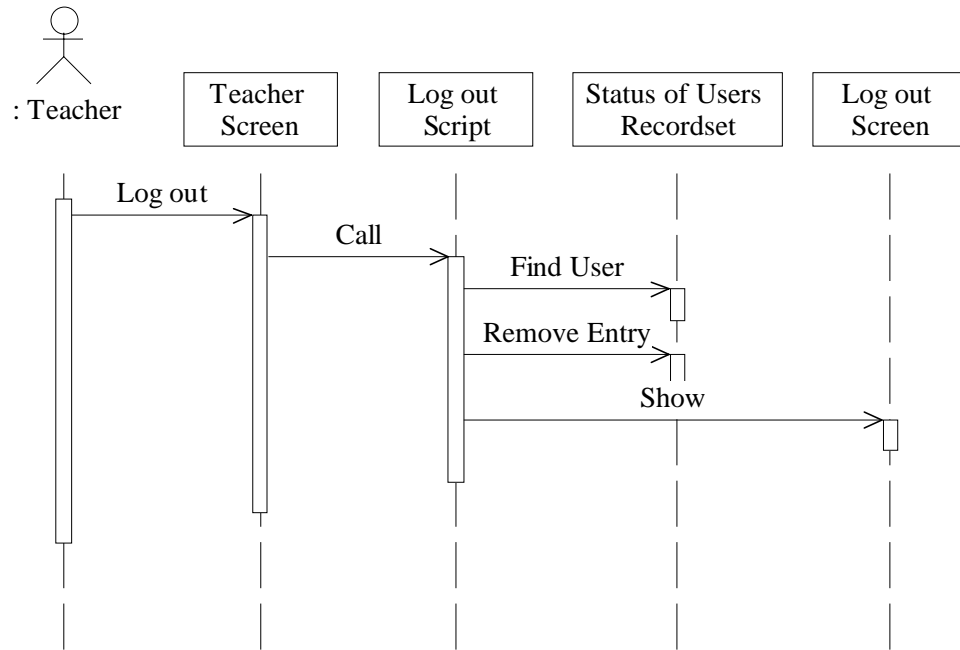 : Teacher
Teacher
Screen
Log out
Script
Status of Users
Recordset
Log out
Screen
Log out
Call
Find User
Remove Entry
Show